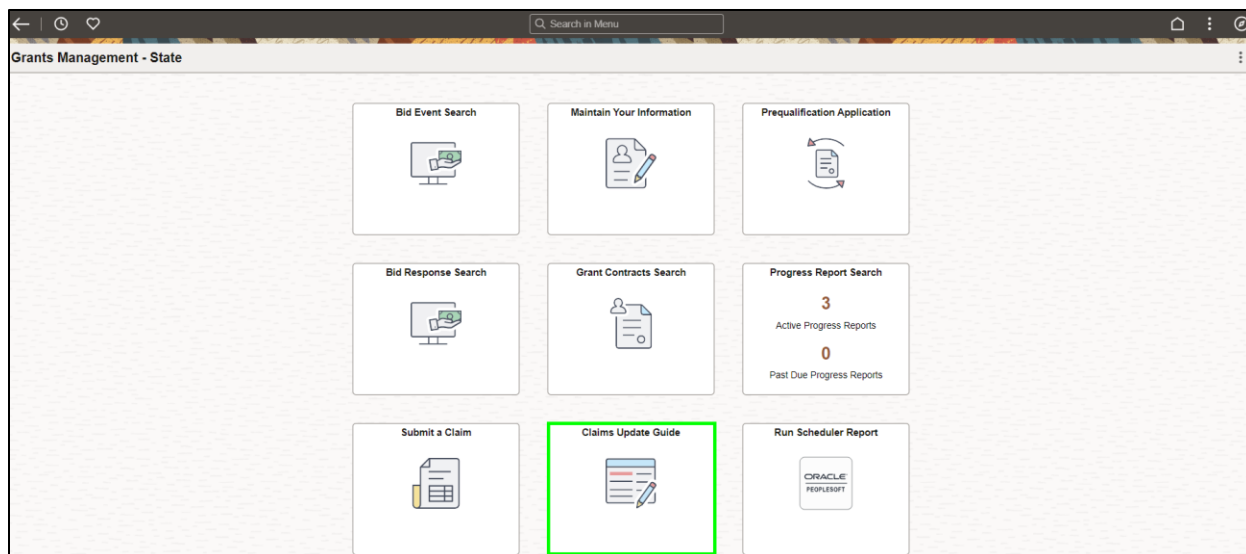 Search in Menu
Grants Management - State
Bid Event Search
Maintain Your Information
Prequalification Application
Bid Response Search
Grant Contracts Search
Progress Report Search
3
Active Progress Reports
0
Past Due Progress Reports
Submit a Claim
Claims Update Guide
Run Scheduler Report
ORACLE
PEOPLESOFT